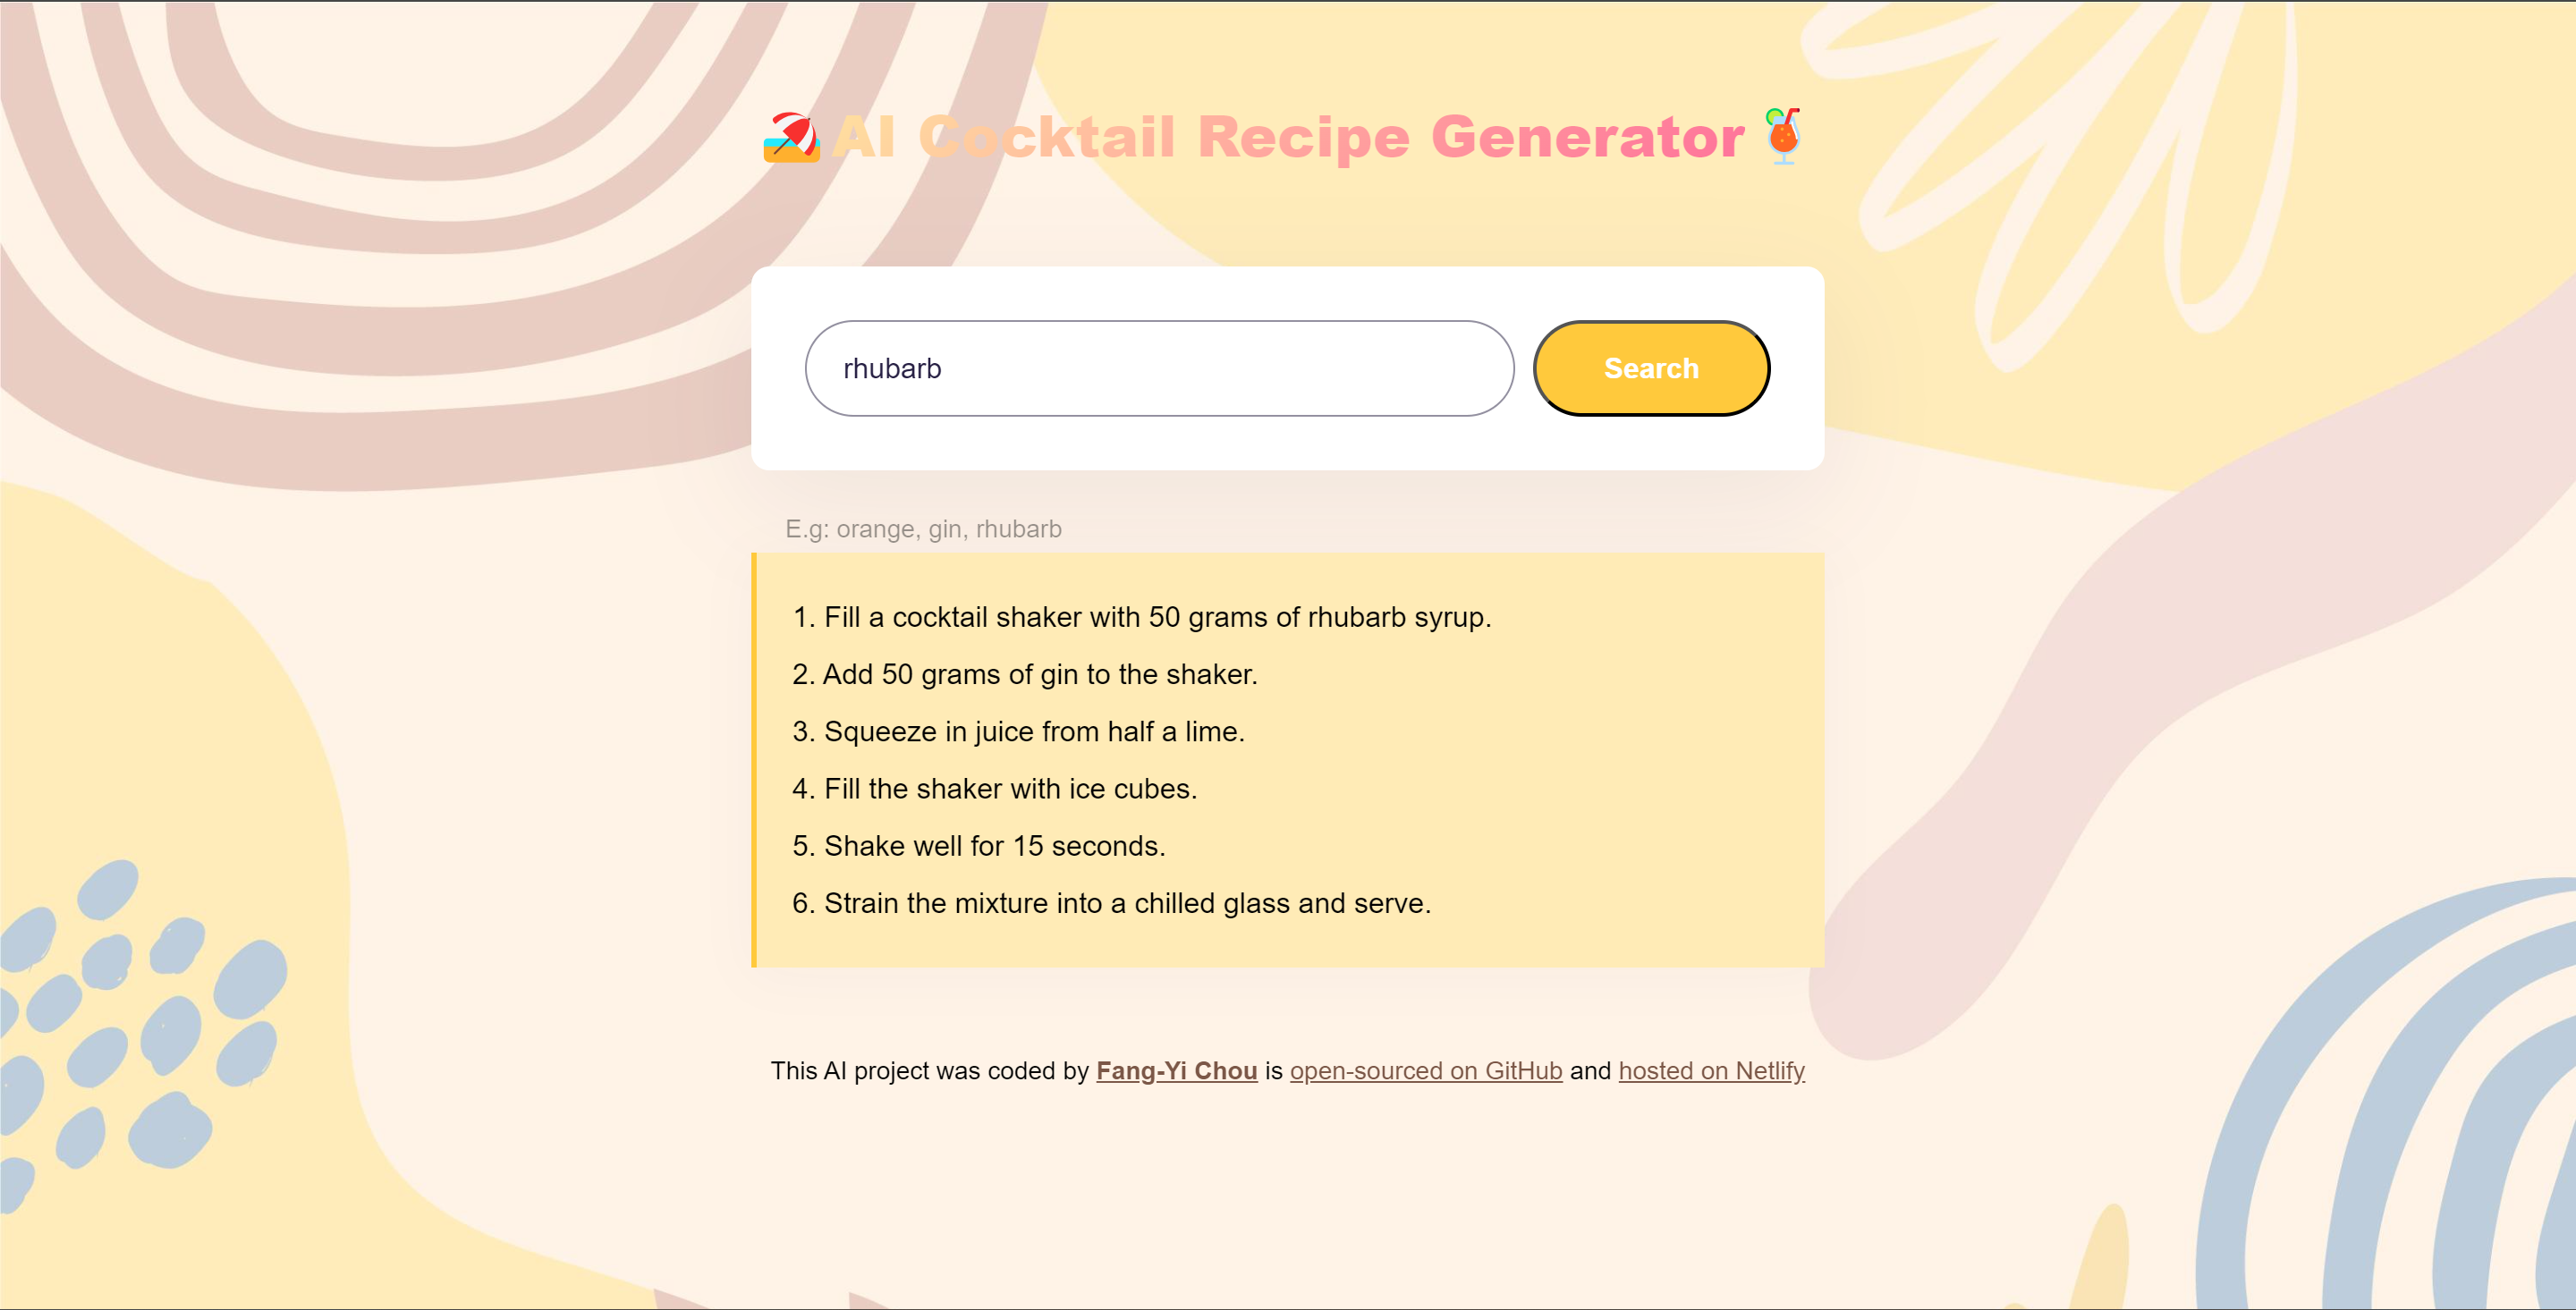 AI Cocktail Recipe Generator
rhubarb
Search
E.g: orange, gin, rhubarb
1. Fill a cocktail shaker with 50 grams of rhubarb syrup.
2. Add 50 grams of gin to the shaker.
3. Squeeze in juice from half a lime.
4. Fill the shaker with ice cubes.
5. Shake well for 15 seconds.
6. Strain the mixture into a chilled glass and serve.
This AI project was coded by Fang-Yi Chou is open-sourced on GitHub and hosted on Netlify